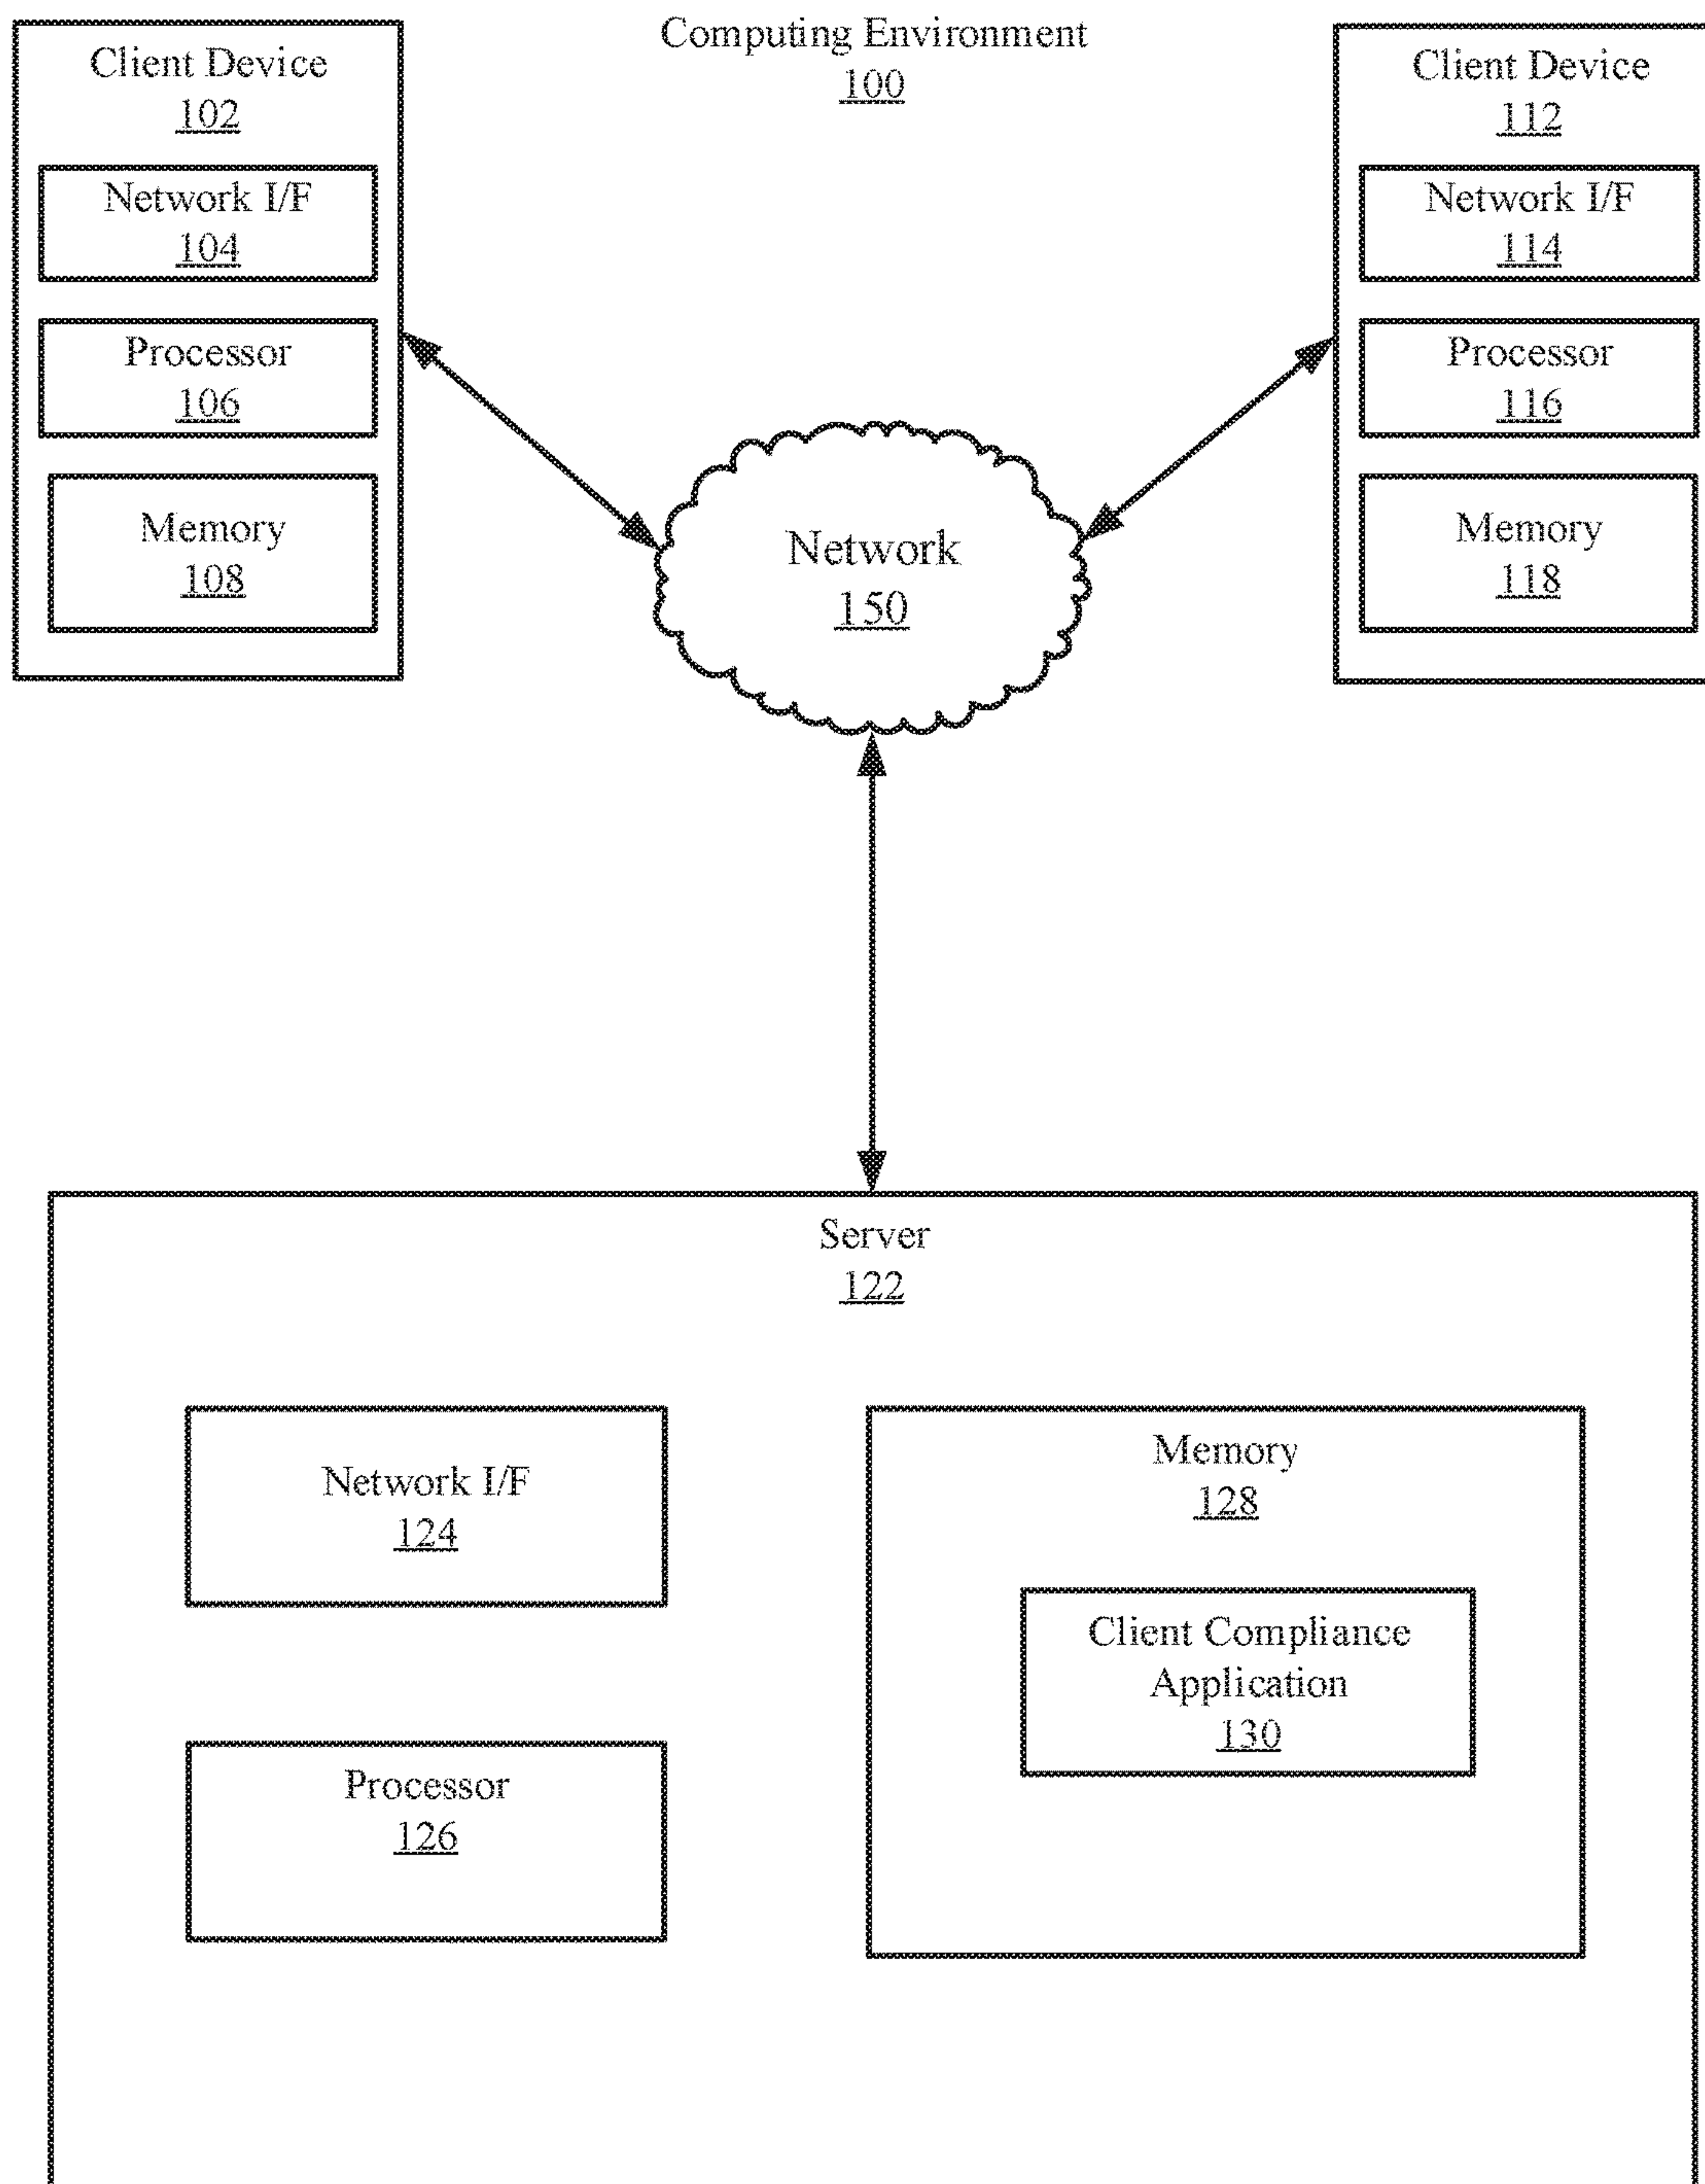 Computing Environment
100
Client Device
102
Network I/F
104
Processor
106
Memory
108
Client Device
112
Network I/F
114
Processor
116
Memory
118
Network
150
Server
122
Network I/F
124
Processor
126
Memory
128
Client Compliance
Application
130